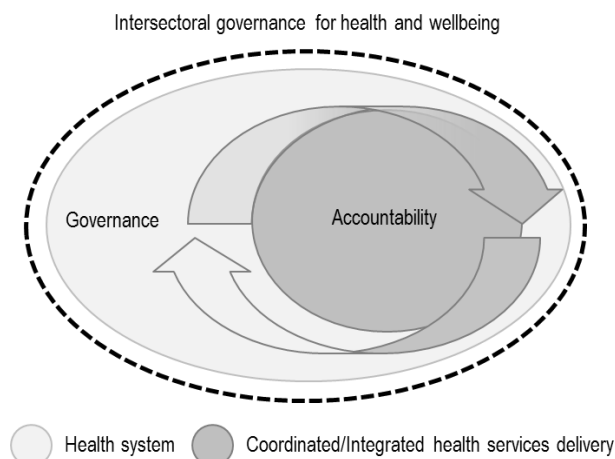 Intersectoral governance for health and wellbeing
Governance
Accountability
Health system
Coordinated/Integrated health services delivery